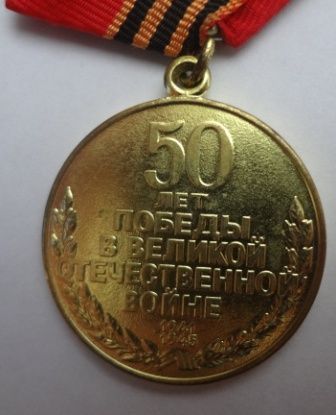 50
ЛЕТ
ПОБЕДЫ
В ВЕЛИКОЙ
ОТЕЧЕСТВЕННОЙ
ВОЙНЕ
1941
1945